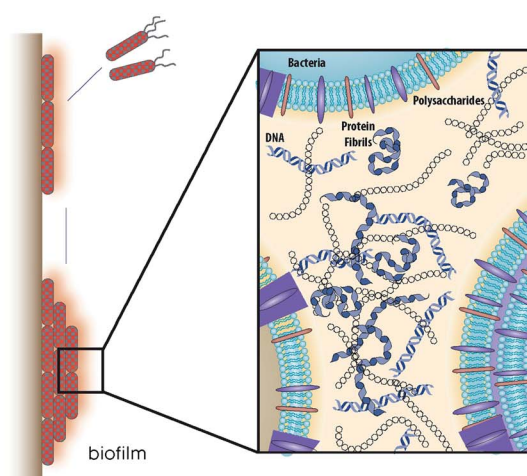 Bacteria
Polysaccharides
DNA
Protein
Fibrils
biofilm